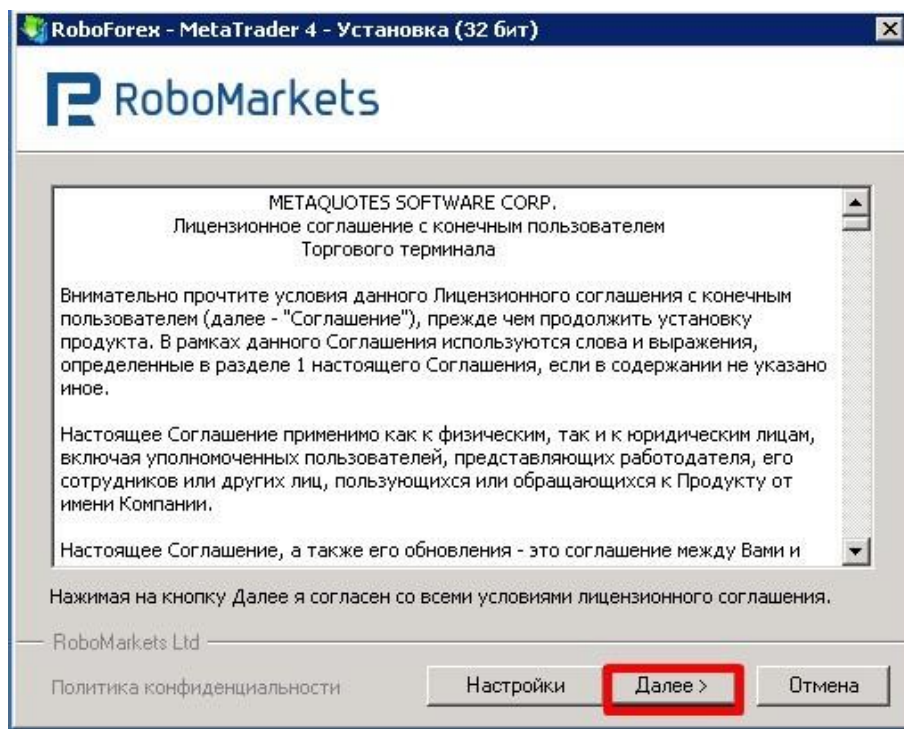 RoboForex - MetaTrader 4 - Установка (32 бит)
RoboMarkets
METAQUOTES SOFTWARE CORP.
Лицензионное соглашение с конечным пользователем
Торгового терминала
Внимательно прочтите условия данного Лицензионного соглашения с конечным
пользователем (далее - "Соглашение"), прежде чем продолжить установку
продукта. В рамках данного Соглашения используются слова и выражения,
определенные в разделе 1 настоящего Соглашения, если в содержании не указано
иное.
Настоящее Соглашение применимо как к физическим, так и к юридическим лицам,
включая уполномоченных пользователей, представляющих работодателя, его
сотрудников или других лиц, пользующихся или обращающихся к Продукту от
имени Компании.
Настоящее Соглашение, а также его обновления - это соглашение между Вами и
Нажимая на кнопку Далее я согласен со всеми условиями лицензионного соглашения.
RoboMarkets Ltd
Политика конфиденциальности
Настройки
Далее >
Отмена